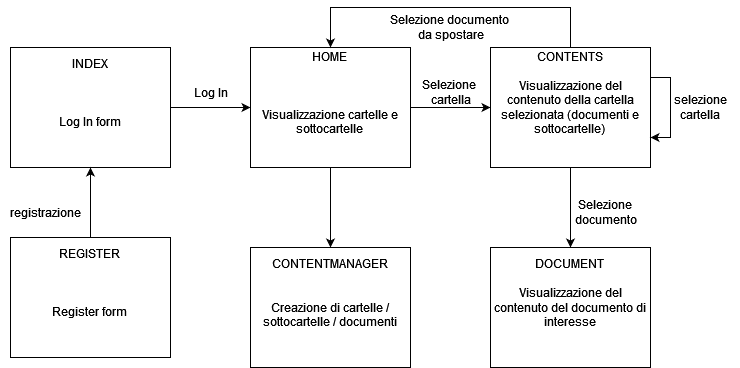 Selezione documento
da spostare
INDEX
Log In form
Log In
HOME
Visualizzazione cartelle e
sottocartelle
Selezione
cartella
CONTENTS
Visualizzazione del
contenuto della cartella
selezionata (documenti e
sottocartelle)
selezione
cartella
registrazione
Selezione
documento
REGISTER
Register form
CONTENTMANAGER
Creazione di cartelle /
sottocartelle / documenti
DOCUMENT
Visualizzazione del
contenuto del documento di
interesse